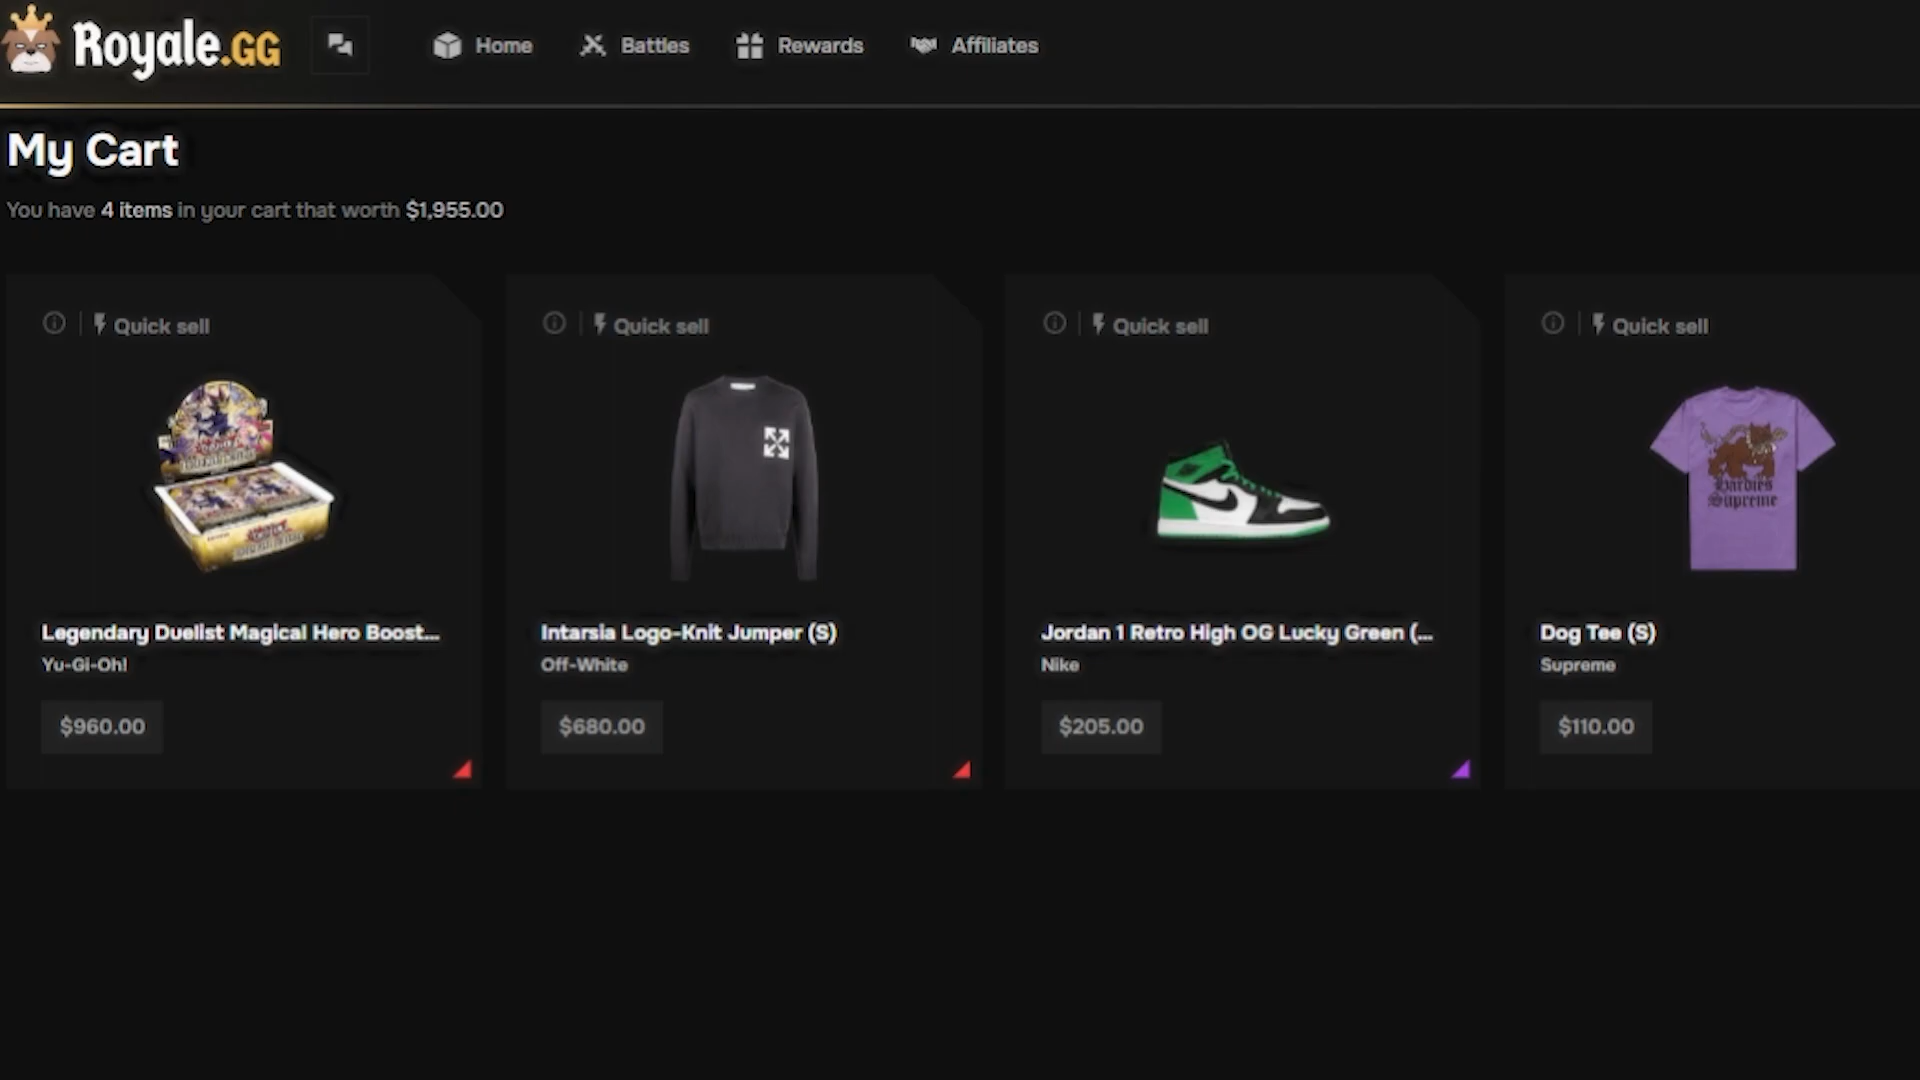 Royale.GG
Home
Battles
Rewards
Affiliates
My Cart
You have 4 items in your cart that worth $1,955.00
Quick sell
Legendary Duelist Magical Hero Boost...
Yu-Gi-Oh!
$960.00
Quick sell
Intarsia Logo-Knit Jumper (S)
Off-White
$680.00
Quick sell
Jordan 1 Retro High OG Lucky Green (...
Nike
$205.00
Quick sell
Hardies
Supreme
Dog Tee (S)
Supreme
$110.00